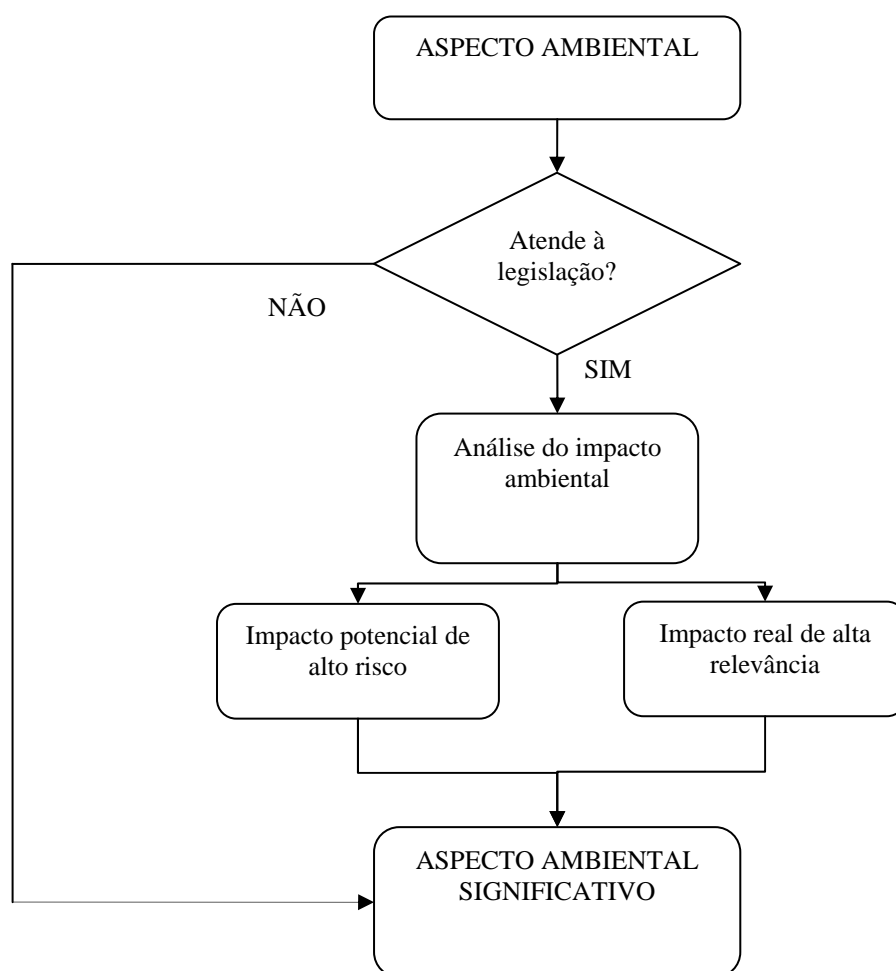 ASPECTO AMBIENTAL
Atende à
legislação?
NÃO
SIM
Análise do impacto
ambiental
Impacto potencial de
alto risco
Impacto real de alta
relevância
ASPECTO AMBIENTAL
SIGNIFICATIVO